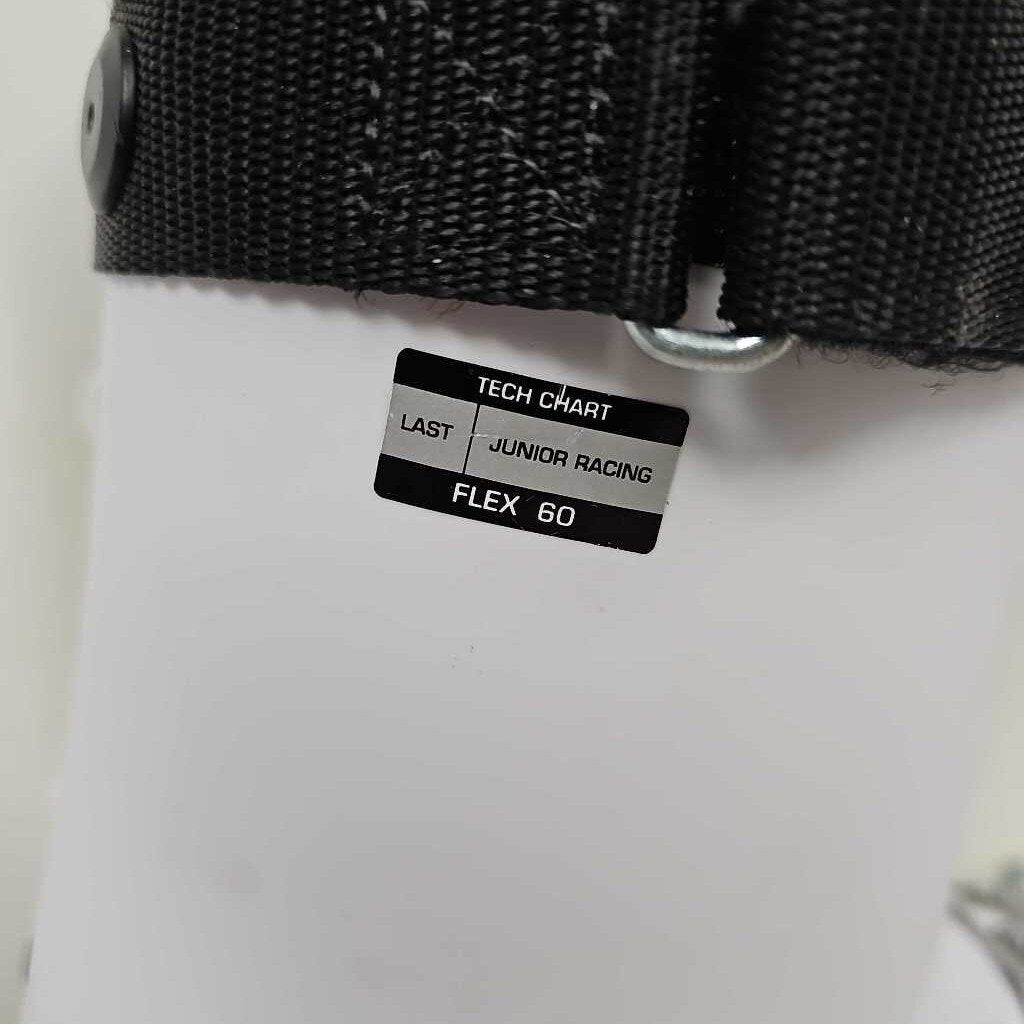 TECH CHART
LAST JUNIOR RACING
FLEX 60